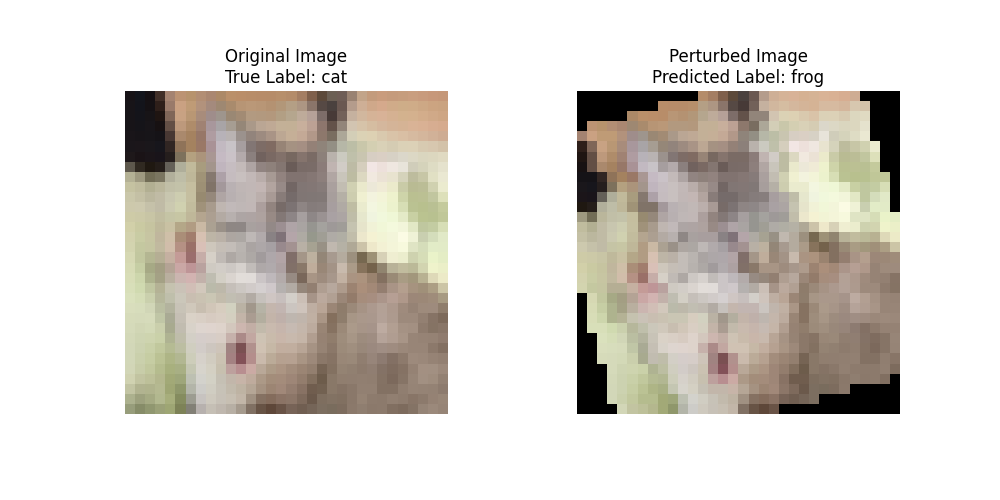 Original Image
True Label: cat
Perturbed Image
Predicted Label: frog